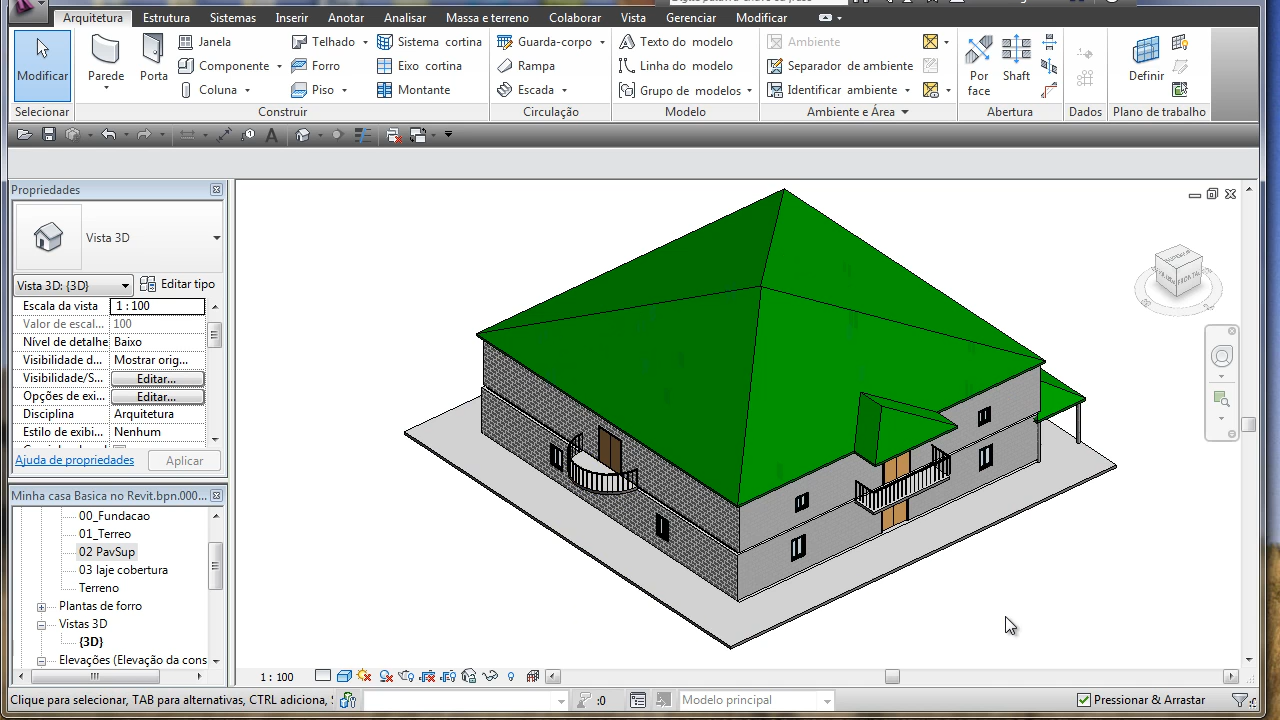 Arquitetura Estrutura Sistemas Inserir Anotar Analisar Massa e terreno Colaborar Vista Gerenciar Modificar
Modificar
Selecionar
Parede
Porta
Janela
Componente
Coluna
Telhado
Forro
Piso
Sistema cortina
Eixo cortina
Montante
Construir
Guarda-corpo
Rampa
Escada
Circulação
Texto do modelo
Linha do modelo
Grupo de modelos
Modelo
Ambiente
Separador de ambiente
Identificar ambiente
Ambiente e Área
Por
face
Shaft
Abertura
Dados
Definir
Plano de trabalho
Propriedades
Vista 3D
Vista 3D: {3D}
Editar tipo
Escala da vista 1 : 100
Valor de escal... 100
Nível de detalhe Baixo
Visibilidade d... Mostrar orig...
Visibilidade/S... Editar...
Opções de exi... Editar...
Disciplina Arquitetura
Estilo de exibi... Nenhum
Ajuda de propriedades
Aplicar
Minha casa Basica no Revit.bpn.000...
00_Fundacao
01_Terreo
02 PavSup
03 laje cobertura
Terreno
Plantas de forro
Vistas 3D
{3D}
Elevações (Elevação da cons
1 : 100
Clique para selecionar, TAB para alternativas, CTRL adiciona,
:0
Modelo principal
Pressionar & Arrastar